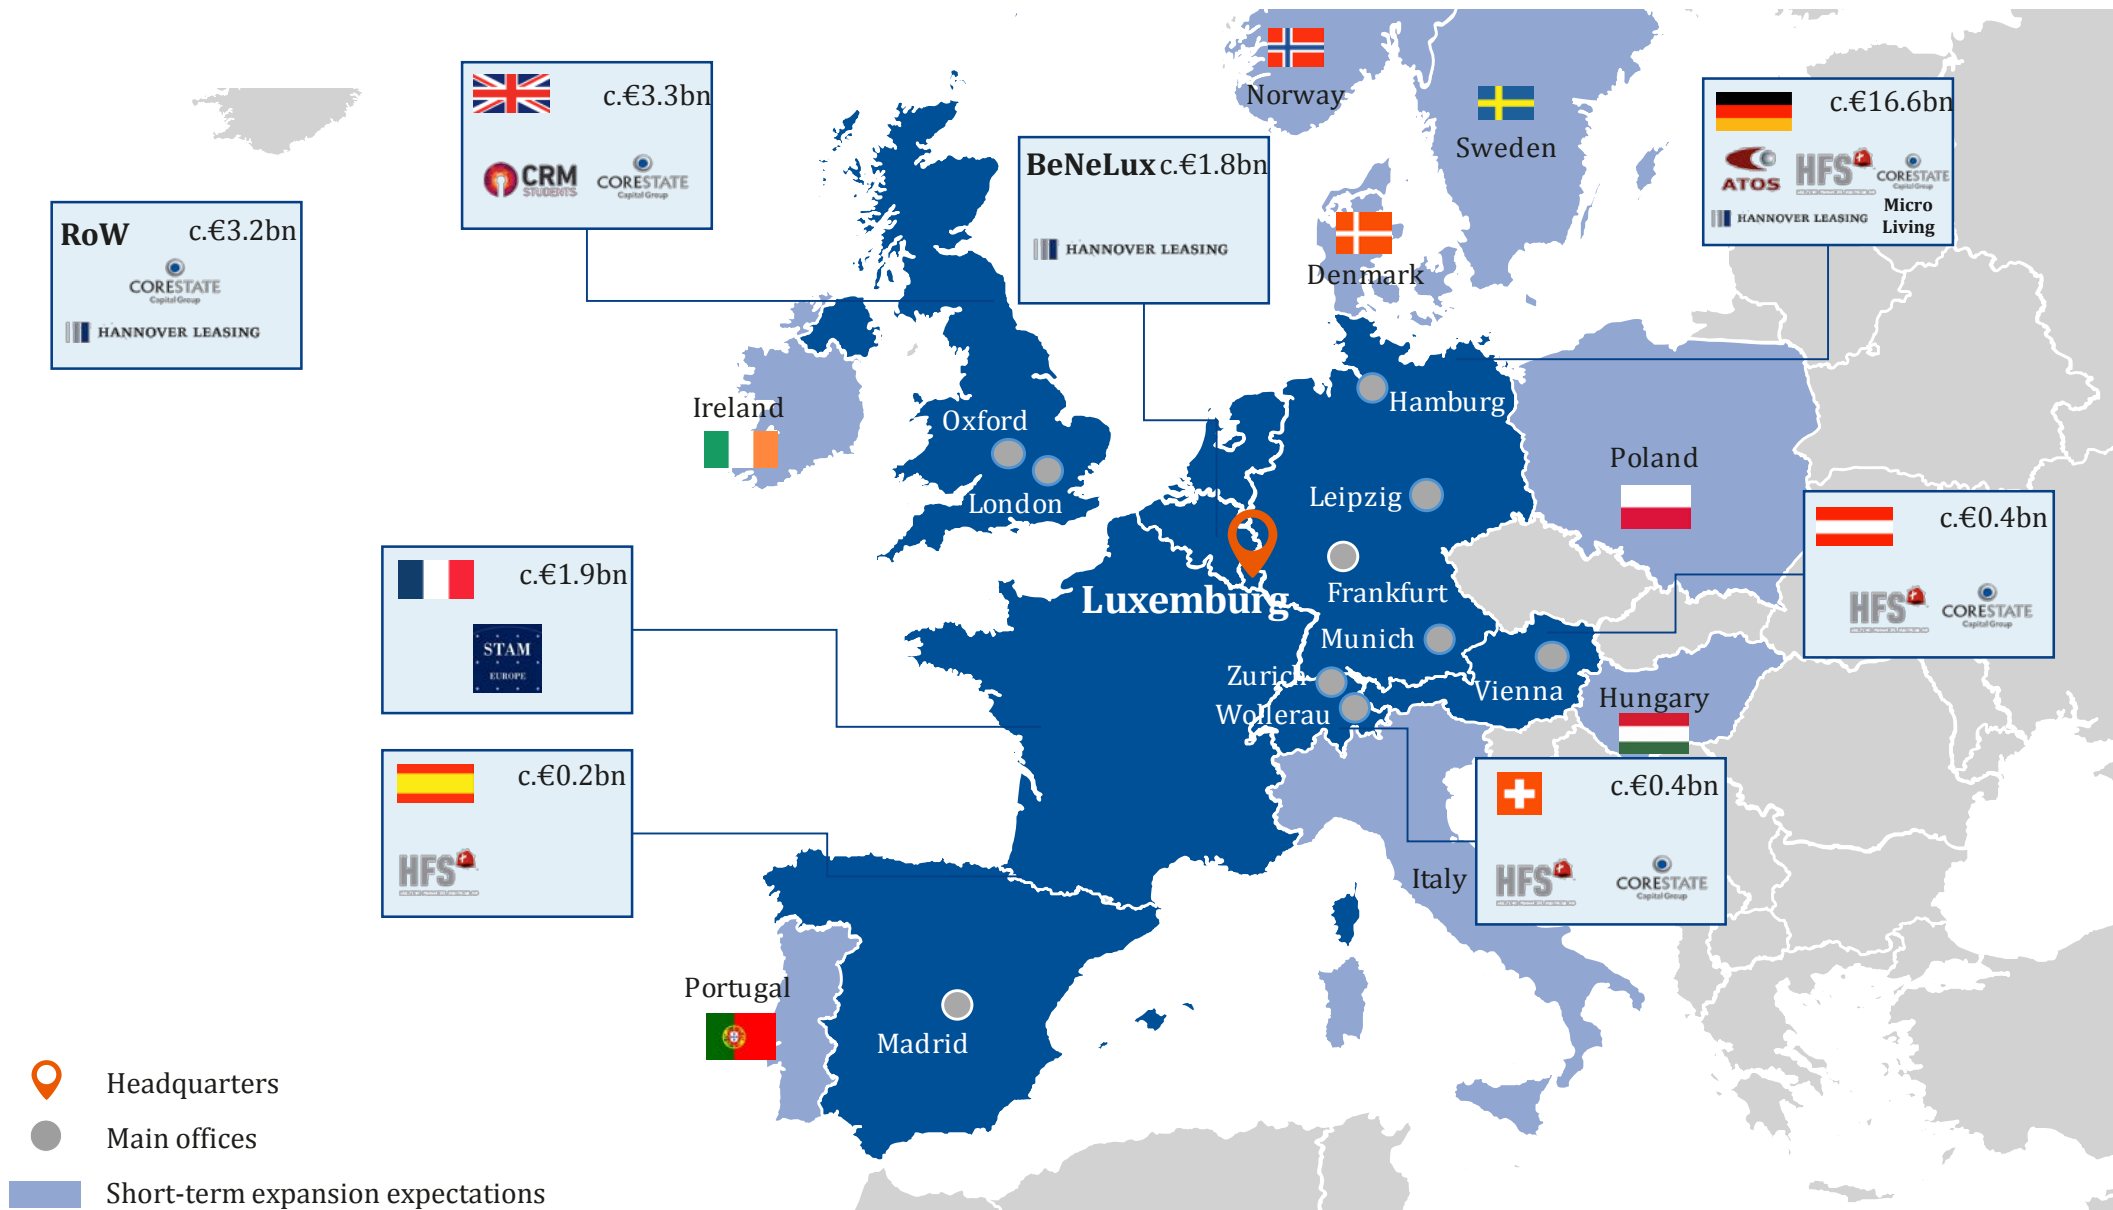 Norway
c.€3.3bn
CRM
STUDENTS
CORESTATE
Capital Group
Sweden
c.€16.6bn
ATOS
HFS
CORESTATE
Capital Group
HANNOVER LEASING
Micro
Living
BeNeLux c.€1.8bn
HANNOVER LEASING
RoW c.€3.2bn
CORESTATE
Capital Group
HANNOVER LEASING
Denmark
Ireland
Oxford
London
Hamburg
Leipzig
Poland
Frankfurt
Luxemburg
Munich
Zurich
Wollerau
Vienna
Hungary
c.€0.4bn
HFS
CORESTATE
Capital Group
c.€1.9bn
STAM
EUROPE
c.€0.2bn
HFS
c.€0.4bn
HFS
CORESTATE
Capital Group
Italy
Portugal
Madrid
Headquarters
Main offices
Short-term expansion expectations